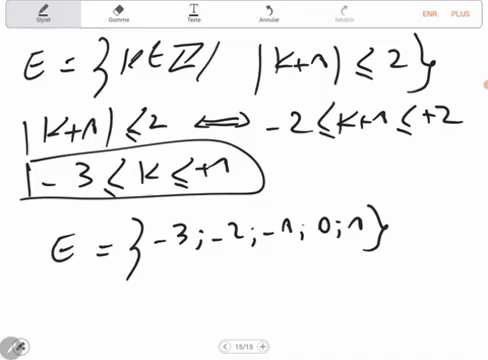 Stylet Gomme Texte Annuler Rétablir ENR. PLUS
E = { k ∈ ℤ / |k+1| ≤ 2 }
|k+1| ≤ 2 ⟺ -2 ≤ k+1 ≤ +2
-3 ≤ k ≤ +1
E = { -3 ; -2 ; -1 ; 0 ; 1 }
15/15